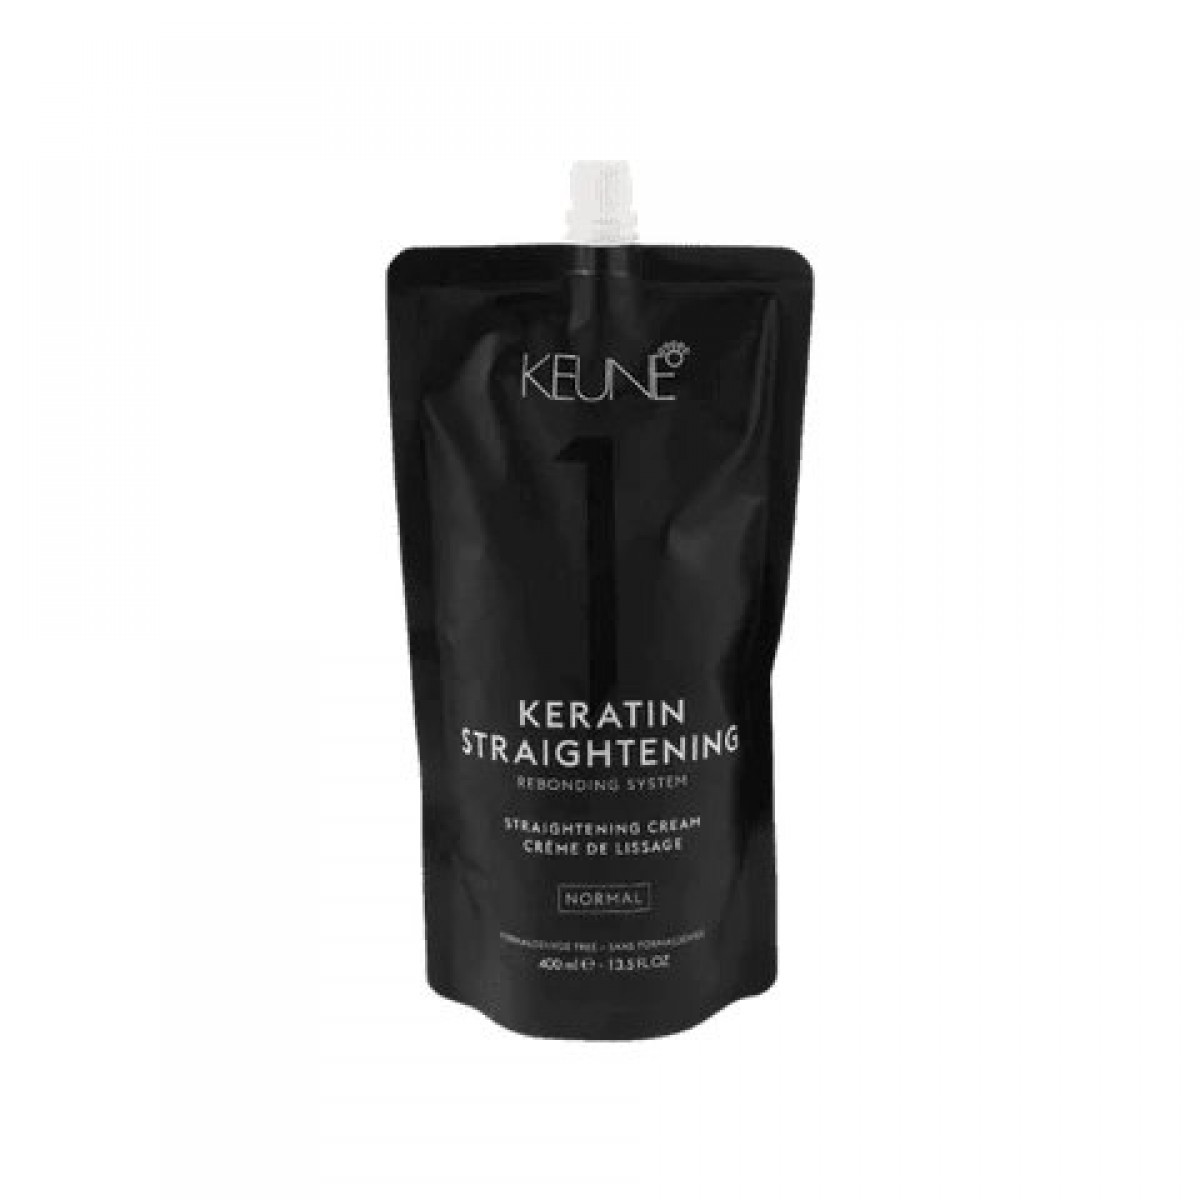 KEUNE
1
KERATIN
STRAIGHTENING
REBONDING SYSTEM
STRAIGHTENING CREAM
CRÈME DE LISSAGE
NORMAL
FORMALDEHYDE FREE - SANS FORMALDEHYDE
400 ml ℮ - 13.5 FL.OZ